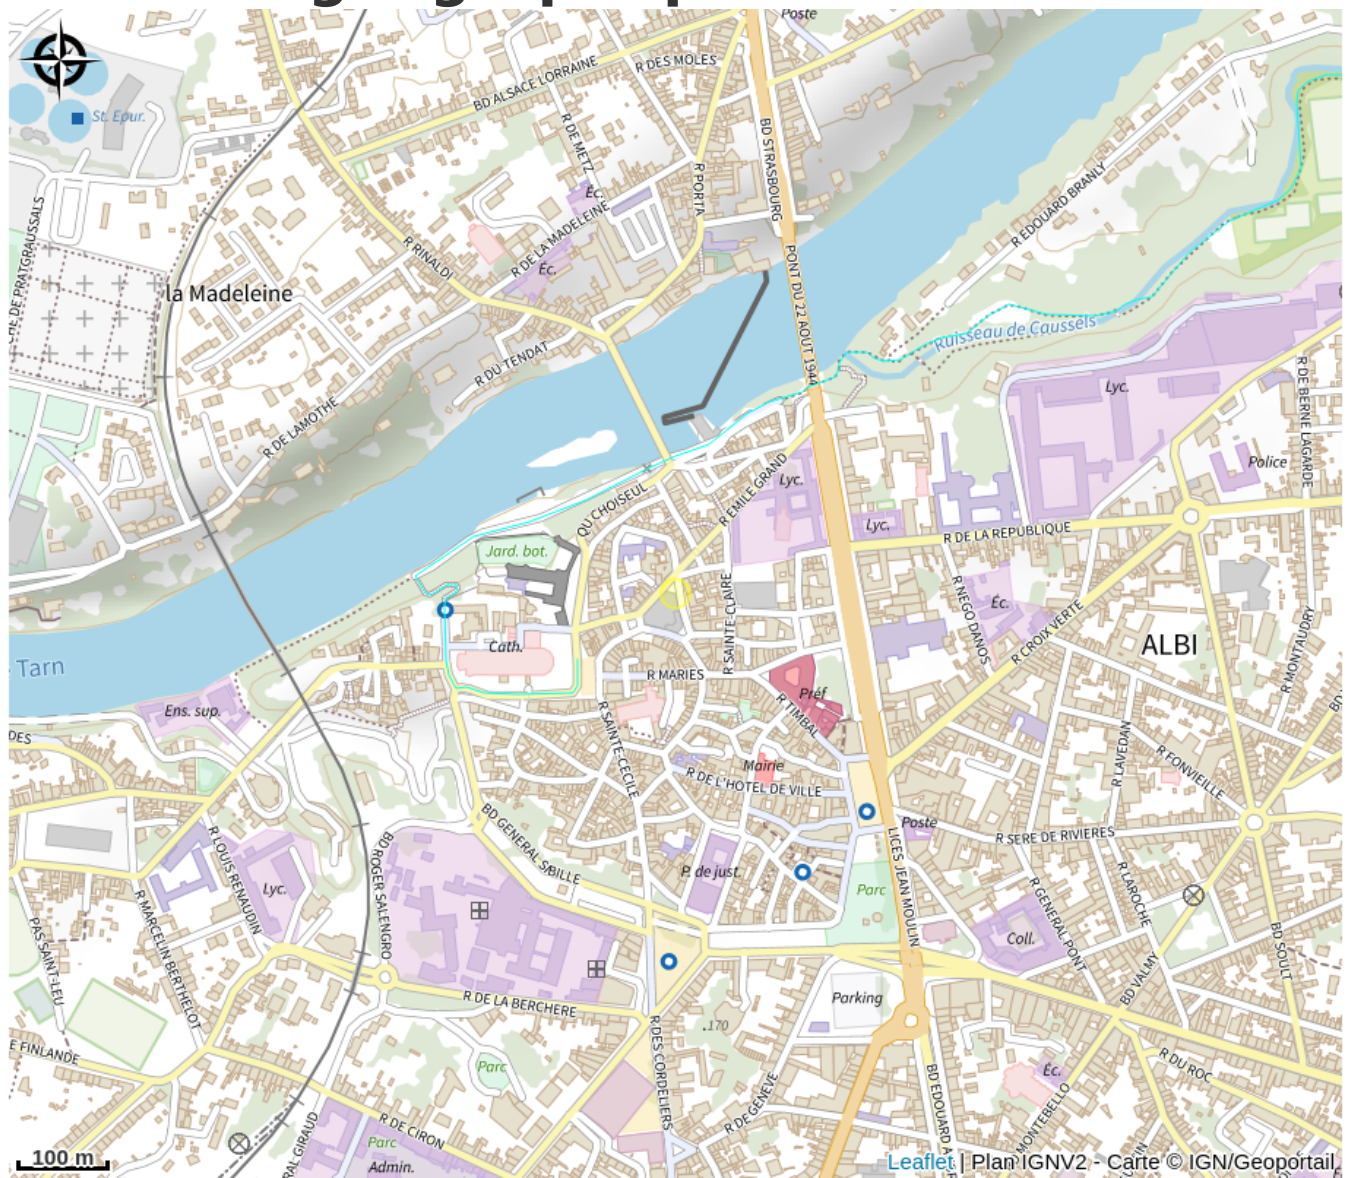 Poste
R DES MOLES
BD ALSACE LORRAINE
St. Epur.
R DE METZ
BD STRASBOURG
R PORTA
Éc.
R EDOUARD BRANLY
R DE LA MADELEINE
R RINALDI
Éc.
PONT DU 22 AOUT 1944
la Madeleine
CHE DE PRATGRAUSSALS
Ruisseau de Caussels
R DU TENDAT
Lyc.
R DE BERNE LAGARDE
R DE LAMOTHE
Police
R EMILE GRAND
Lyc.
QU CHOISEUL
Lyc.
R DE LA REPUBLIQUE
Jard. bot.
R SAINTE-CLAIRE
R NEGO DANOS
Éc.
R CROIX VERTE
ALBI
R MONTAUDRY
Cath.
Tarn
R MARIES
Préf
R TIMBAL
Ens. sup.
R SAINTE-CECILE
DES
Mairie
R DE L'HOTEL DE VILLE
R LAVEDAN
R FONVIEILLE
BD GENERAL SIBILLE
Poste
R SERE DE RIVIERES
LICES JEAN MOULIN
R LOUIS RENAUDIN
BD ROGER SALENGRO
Lyc.
P. de just.
Parc
R LAROCHE
R GENERAL PONT
R MARCELIN BERTHELOT
PAS SAINT-LEU
Coll.
BD SOULT
BD VALMY
R DE LA BERCHERE
Parking
.170
E FINLANDE
R DES CORDELIERS
Parc
Éc.
R DU ROC
R DE GENEVE
BD EDOUARD A
MONTEBELLO
R DE CIRON
RAL GIRAUD
Parc
Admin.
100 m
Leaflet | Plan IGNV2 - Carte © IGN/Geoportail